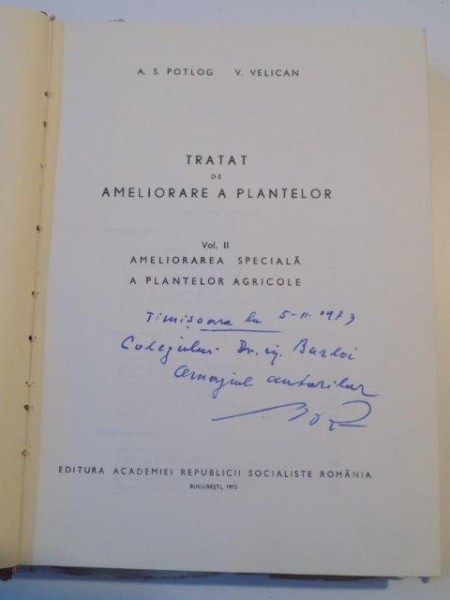 A. S. POTLOG V. VELICAN
TRATAT
DE
AMELIORARE A PLANTELOR
Vol. II
AMELIORAREA SPECIALĂ
A PLANTELOR AGRICOLE
Timișoara la 5-II-1973
Colegului Dr. ig. Burloi
Omagiul autorilor
EDITURA ACADEMIEI REPUBLICII SOCIALISTE ROMÂNIA
BUCUREȘTI, 1973